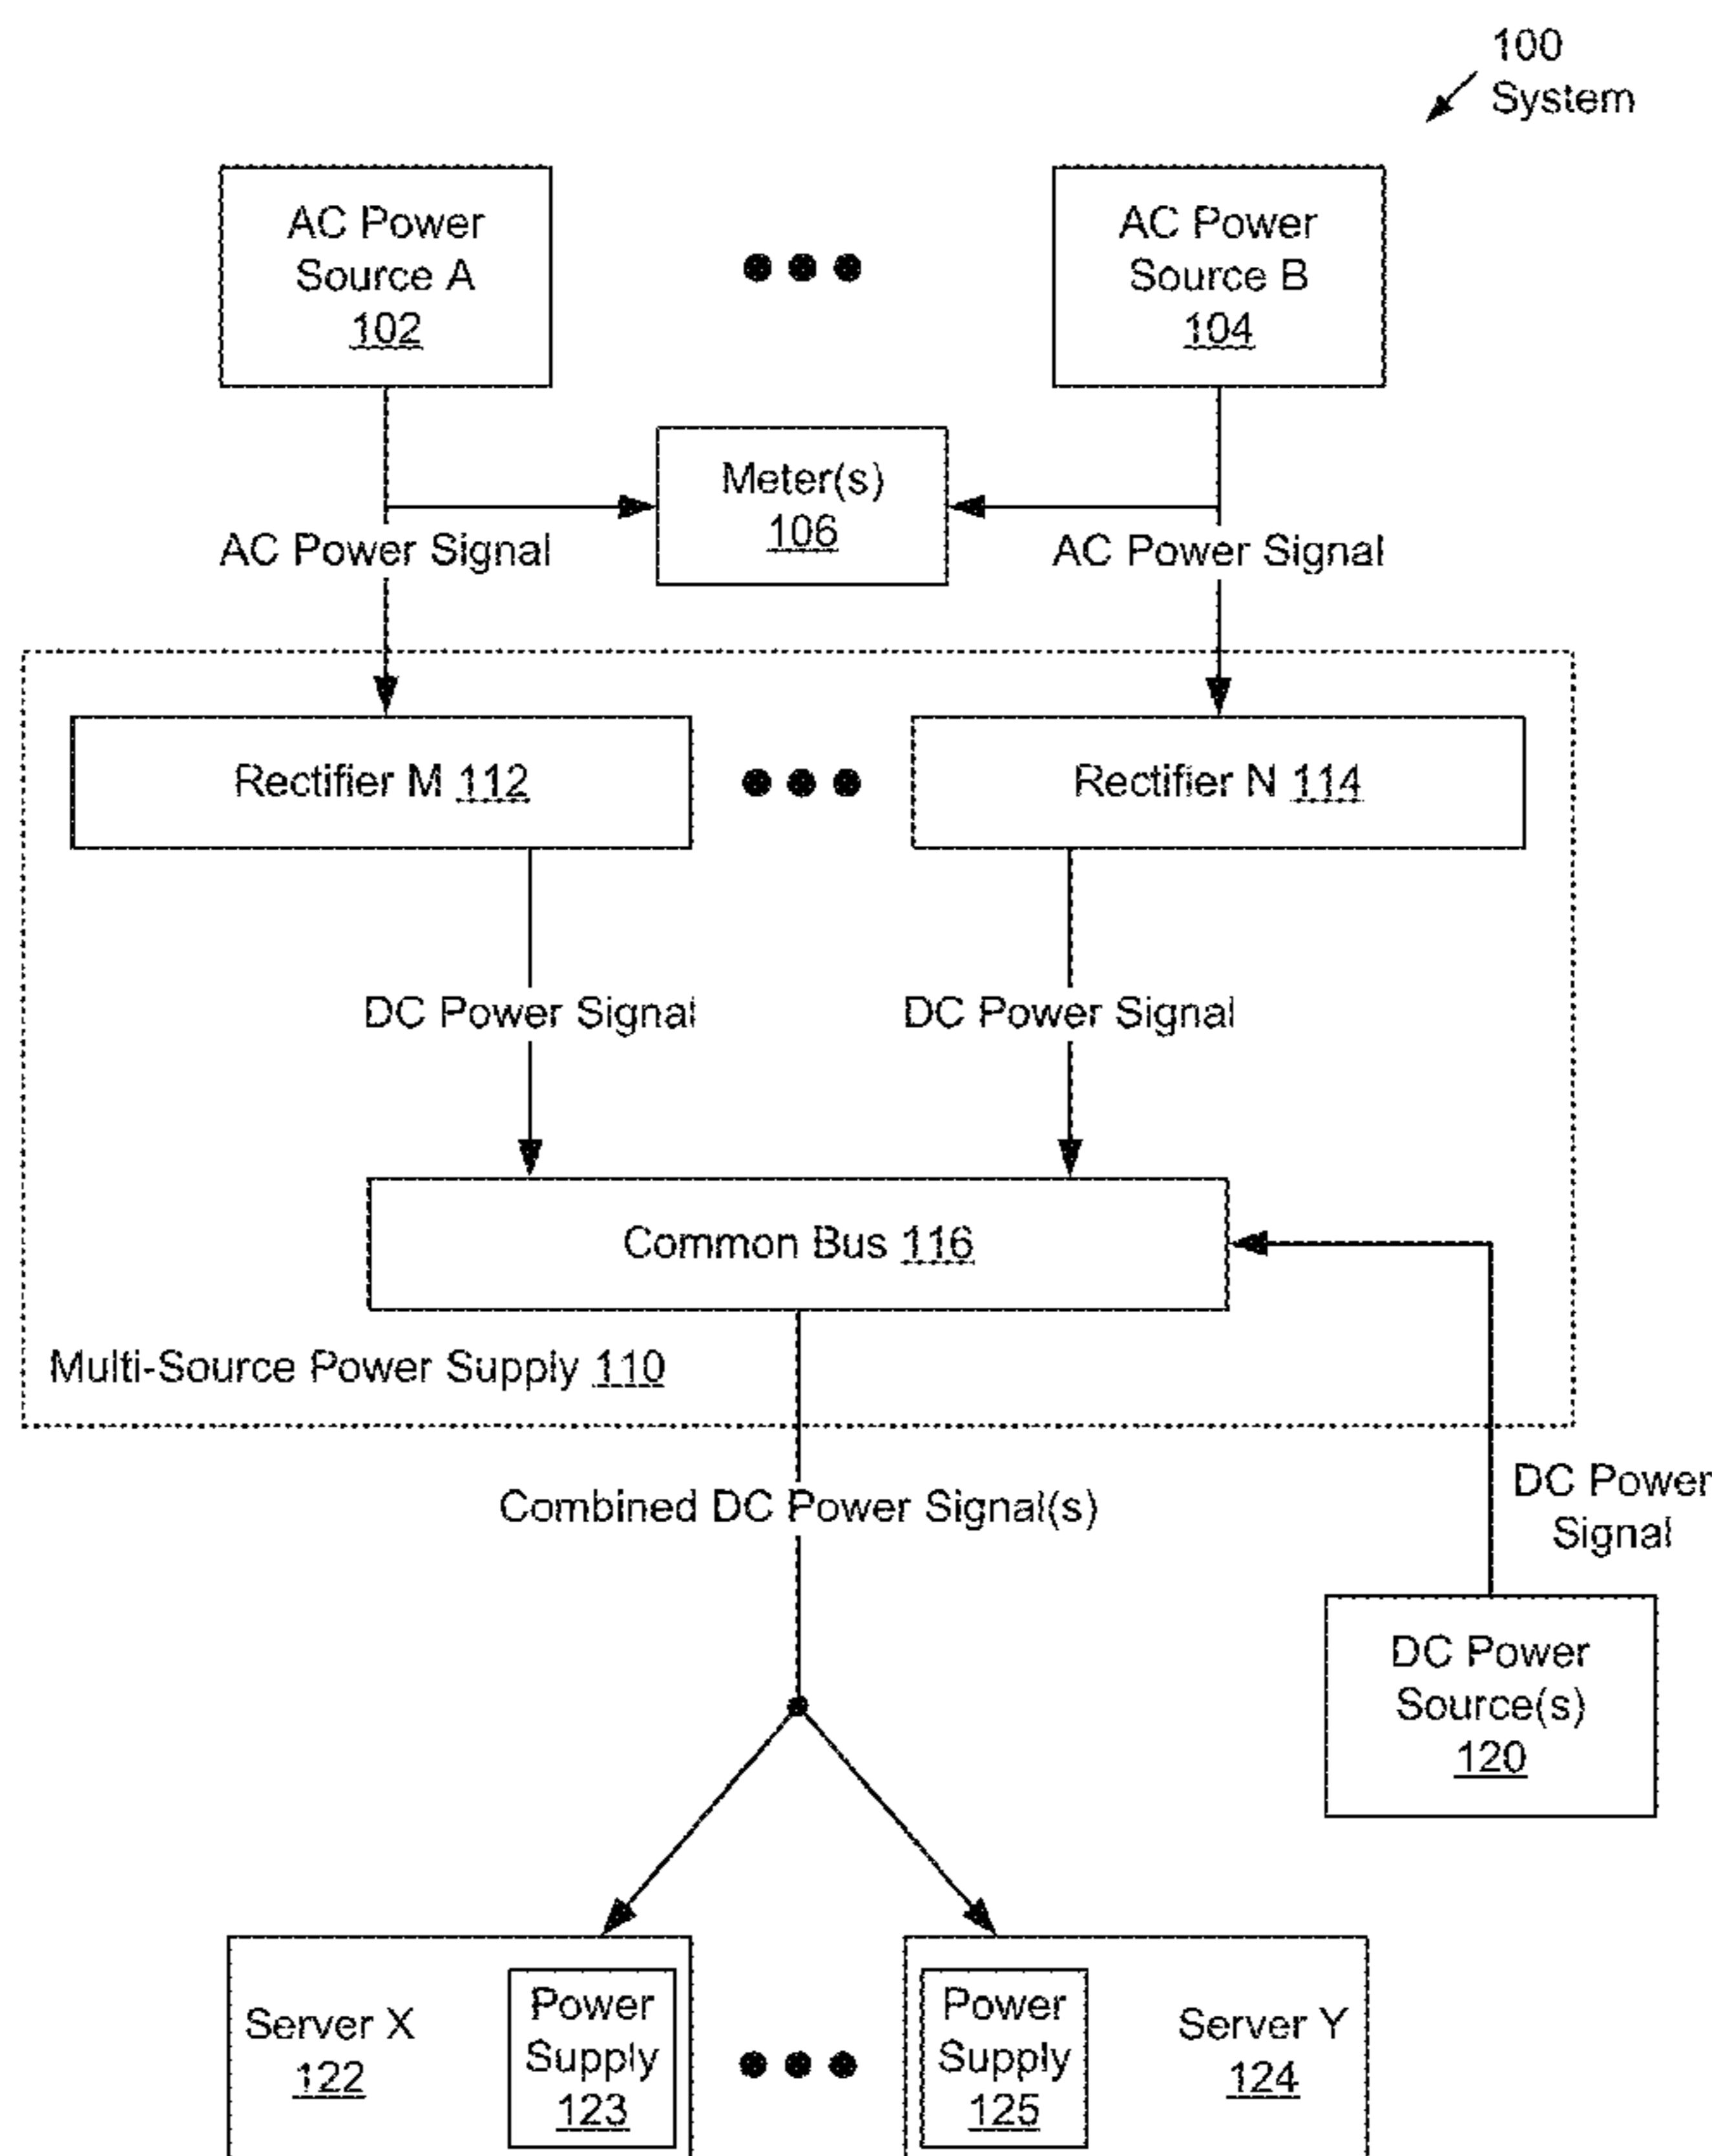 100
System
AC Power
Source A
102
AC Power
Source B
104
Meter(s)
106
AC Power Signal
AC Power Signal
Rectifier M 112
Rectifier N 114
DC Power Signal
DC Power Signal
Common Bus 116
Multi-Source Power Supply 110
Combined DC Power Signal(s)
DC Power
Signal
DC Power
Source(s)
120
Server X
122
Power
Supply
123
Power
Supply
125
Server Y
124